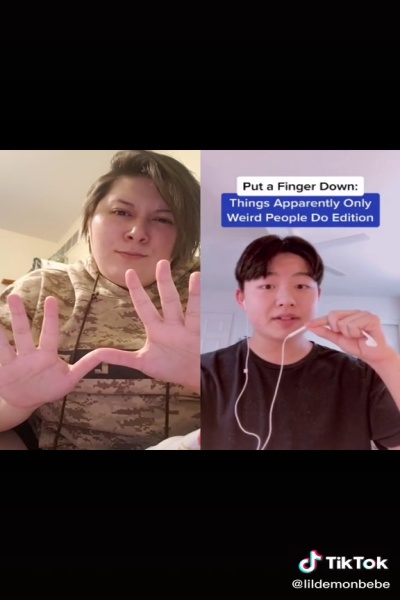 Put a Finger Down:
Things Apparently Only
Weird People Do Edition
TikTok
@lildemonbebe